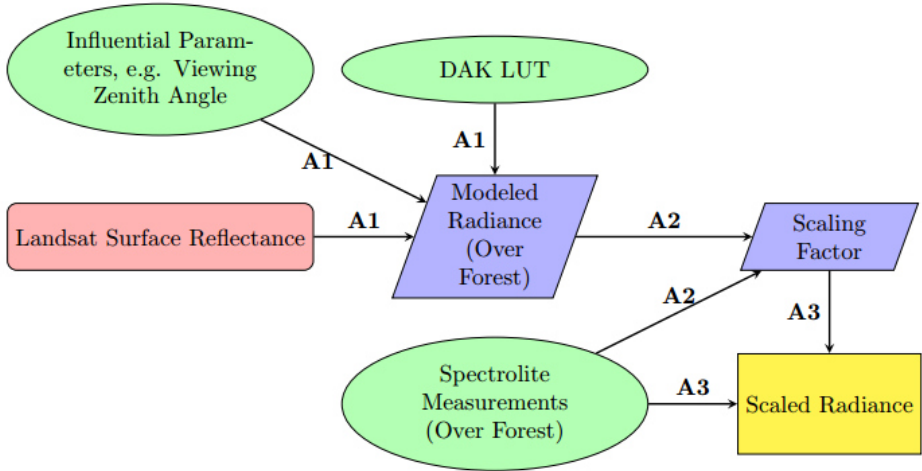 Influential Param-
eters, e.g. Viewing
Zenith Angle
DAK LUT
A1
A1
Landsat Surface Reflectance
A1
Modeled
Radiance
(Over
Forest)
A2
Scaling
Factor
A2
A3
Spectrolite
Measurements
(Over Forest)
A3
Scaled Radiance